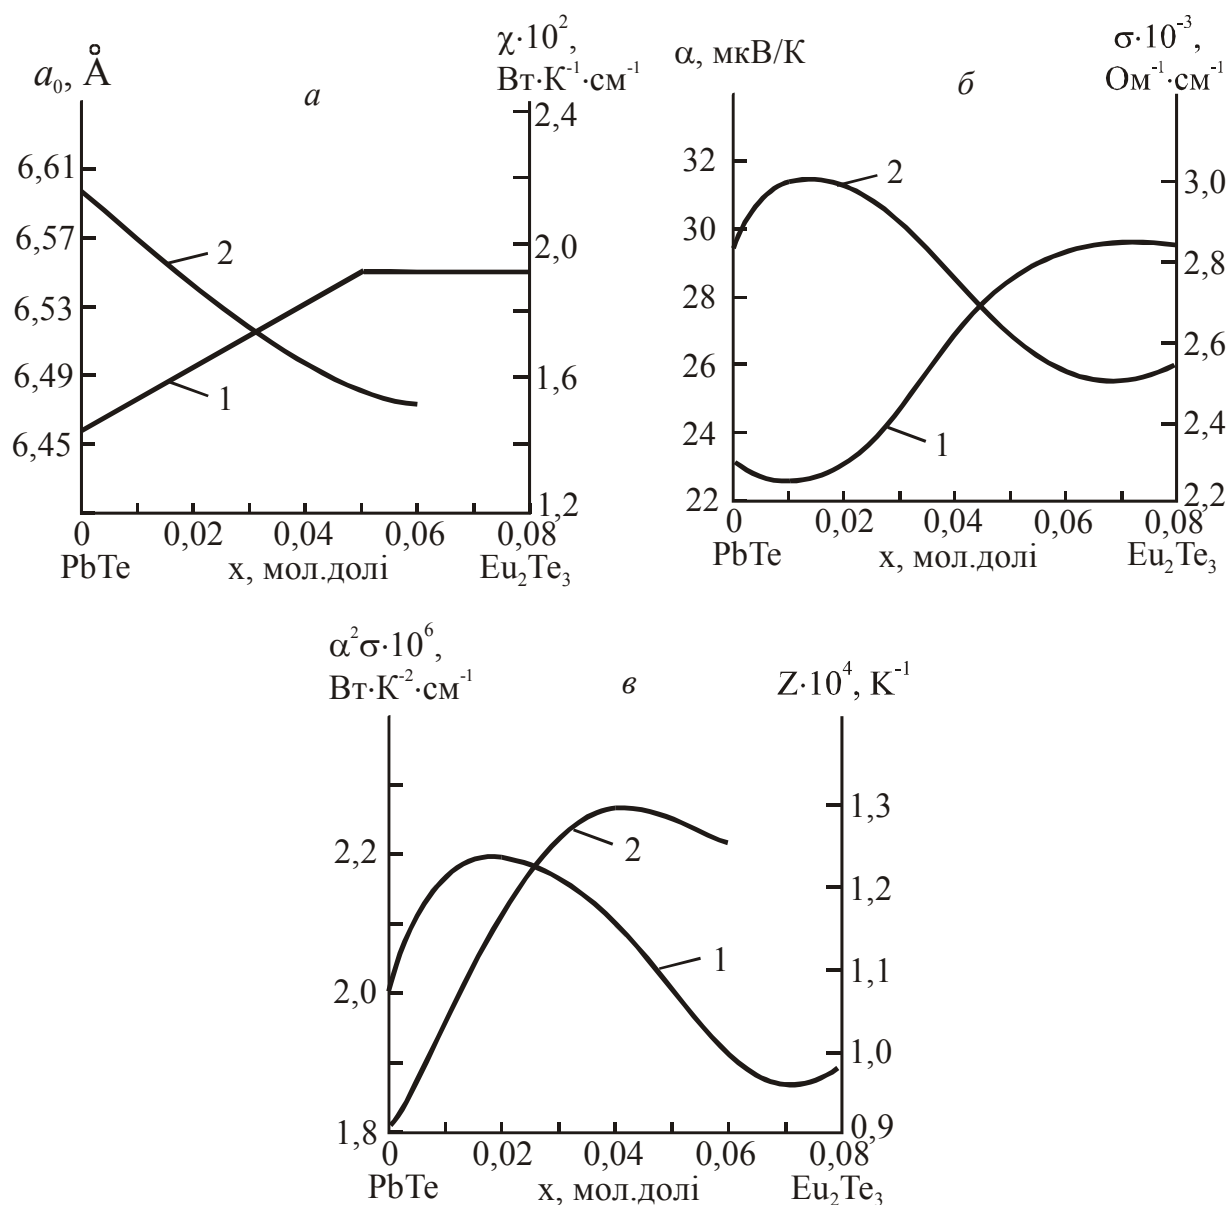 a₀, Å
χ·10²,
Вт·К⁻¹·см⁻¹
а
2,4
6,61
6,57
2
2,0
6,53
6,49
1,6
1
6,45
1,2
0 0,02 0,04 0,06 0,08
PbTe х, мол.долі Eu₂Te₃
α, мкВ/К
σ·10⁻³,
Ом⁻¹·см⁻¹
б
32
2
3,0
30
2,8
28
2,6
26
24
1
2,4
22
2,2
0 0,02 0,04 0,06 0,08
PbTe х, мол.долі Eu₂Te₃
α²σ·10⁶,
Вт·К⁻²·см⁻¹
в
Z·10⁴, К⁻¹
1,3
2,2
2
1,2
1
1,1
2,0
1,0
1,8
0,9
0 0,02 0,04 0,06 0,08
PbTe х, мол.долі Eu₂Te₃